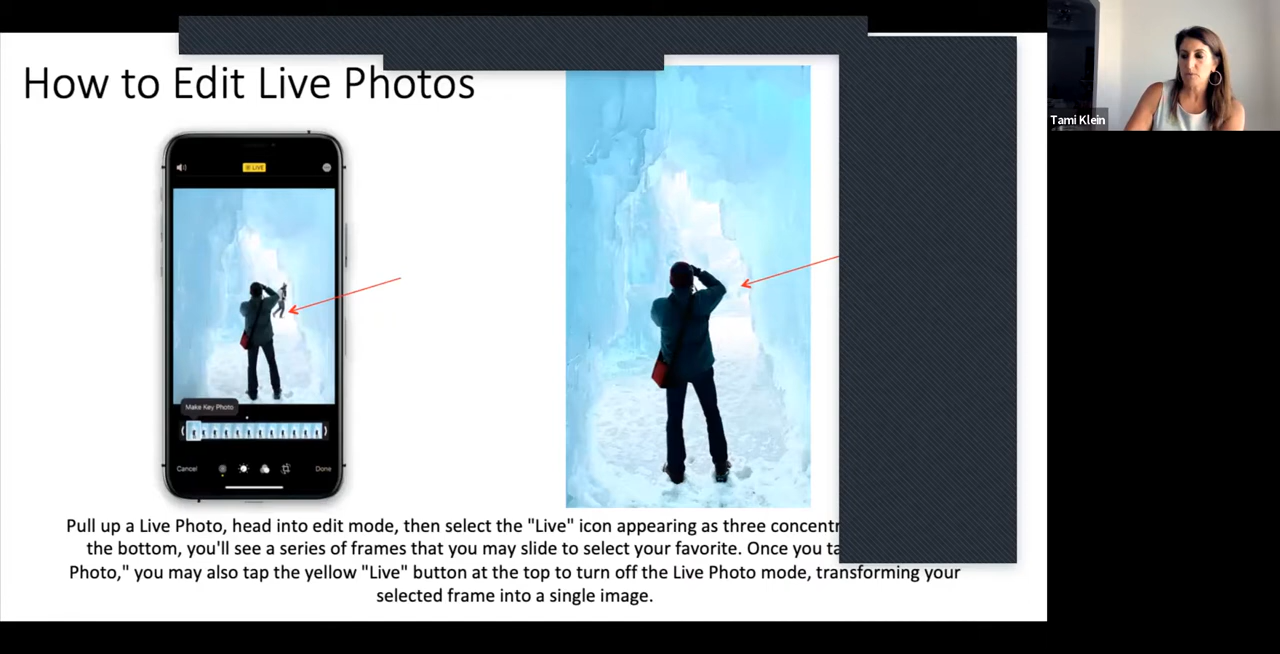 How to Edit Live Photos
Tami Klein
LIVE
Make Key Photo
Cancel
Done
Pull up a Live Photo, head into edit mode, then select the "Live" icon appearing as three
the bottom, you'll see a series of frames that you may slide to select your favorite. Once you
Photo," you may also tap the yellow "Live" button at the top to turn off the Live Photo mode, transforming your
selected frame into a single image.